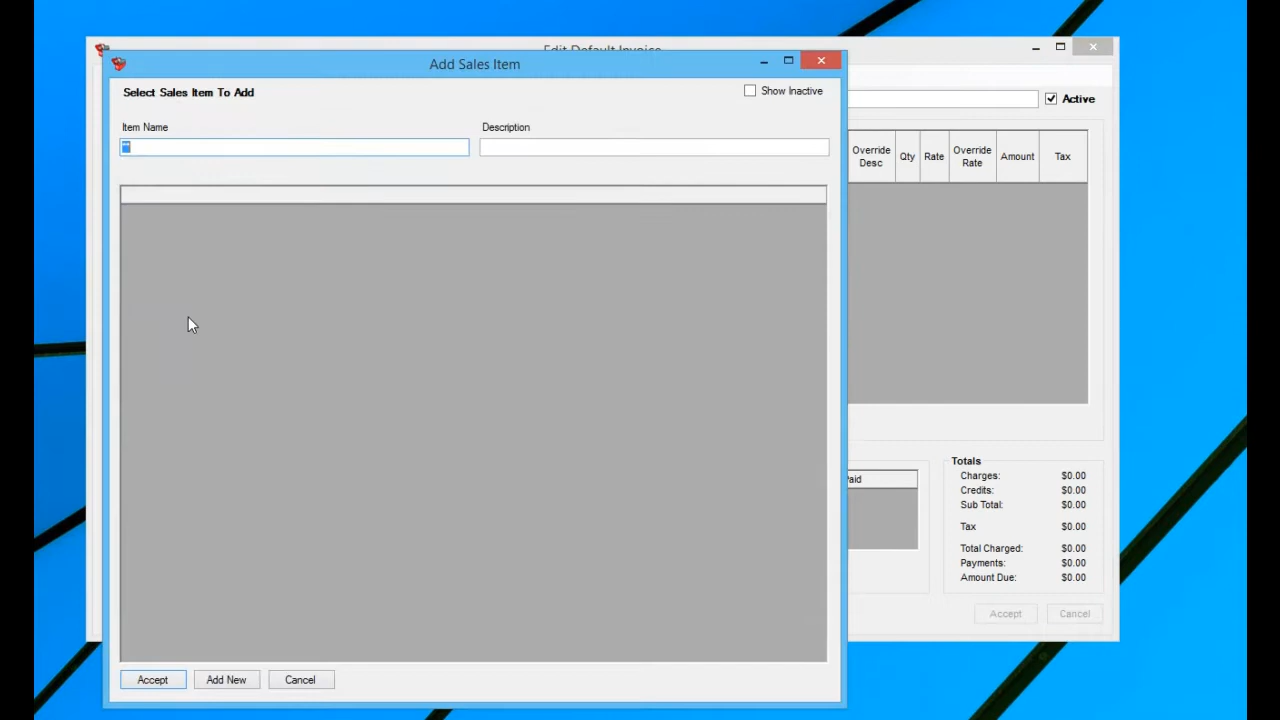 Edit Default Invoice
Add Sales Item
Select Sales Item To Add
Show Inactive
Active
Item Name
Description
Override Desc
Qty
Rate
Override Rate
Amount
Tax
Paid
Totals
Charges: $0.00
Credits: $0.00
Sub Total: $0.00
Tax $0.00
Total Charged: $0.00
Payments: $0.00
Amount Due: $0.00
Accept
Cancel
Accept
Add New
Cancel